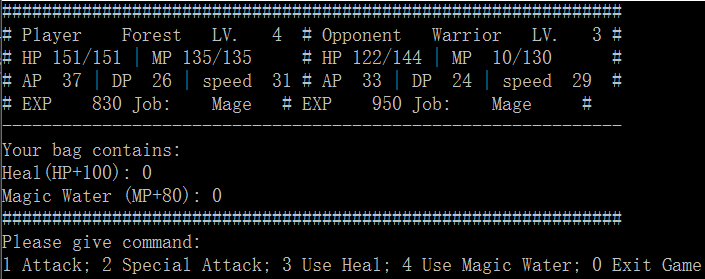 ##############################################################
# Player    Forest   LV.    4  # Opponent    Warrior   LV.    3 #
# HP 151/151 | MP 135/135      # HP 122/144 | MP  10/130      #
# AP  37 | DP  26 | speed   31 # AP  33 | DP  24 | speed  29  #
# EXP    830 Job:    Mage   # EXP    950 Job:    Mage     #
--------------------------------------------------------------
Your bag contains:
Heal(HP+100): 0
Magic Water (MP+80): 0
##############################################################
Please give command:
1 Attack; 2 Special Attack; 3 Use Heal; 4 Use Magic Water; 0 Exit Game